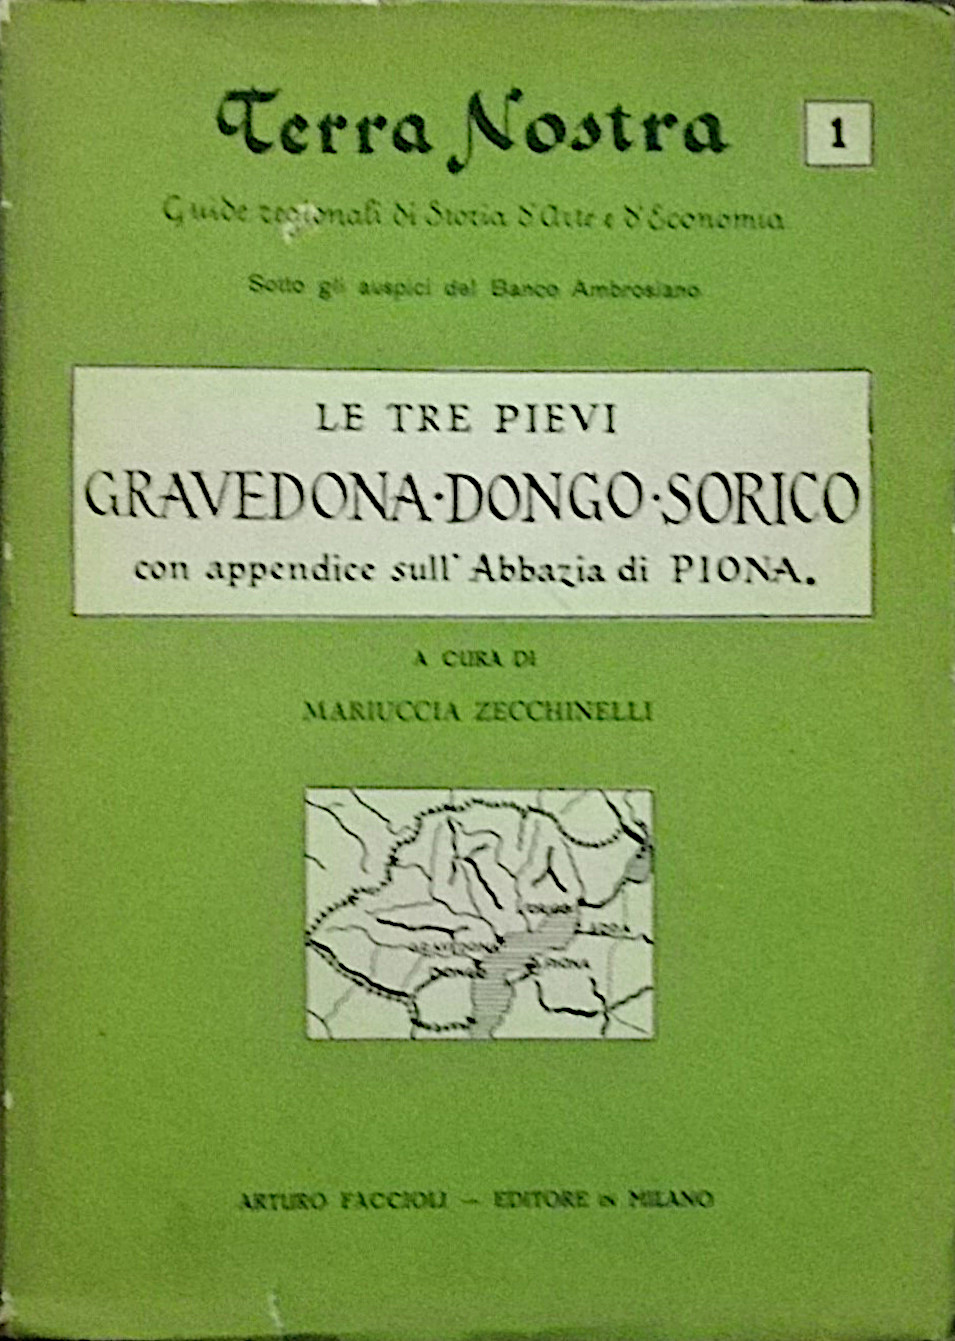 Terra Nostra
1
Guide regionali di Storia d'Arte e d'Economia
Sotto gli auspici del Banco Ambrosiano
LE TRE PIEVI
GRAVEDONA·DONGO·SORICO
con appendice sull'Abbazia di PIONA.
A CURA DI
MARIUCCIA ZECCHINELLI
ADDA
GRAVEDONA
PIONA
DONGO
ARTURO FACCIOLI — EDITORE IN MILANO